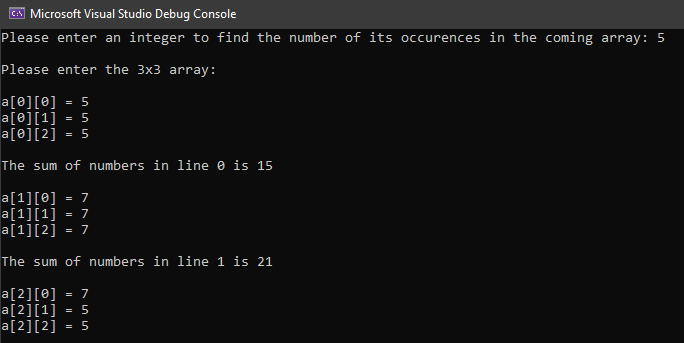 Microsoft Visual Studio Debug Console
Please enter an integer to find the number of its occurences in the coming array: 5
Please enter the 3x3 array:
a[0][0] = 5
a[0][1] = 5
a[0][2] = 5
The sum of numbers in line 0 is 15
a[1][0] = 7
a[1][1] = 7
a[1][2] = 7
The sum of numbers in line 1 is 21
a[2][0] = 7
a[2][1] = 5
a[2][2] = 5